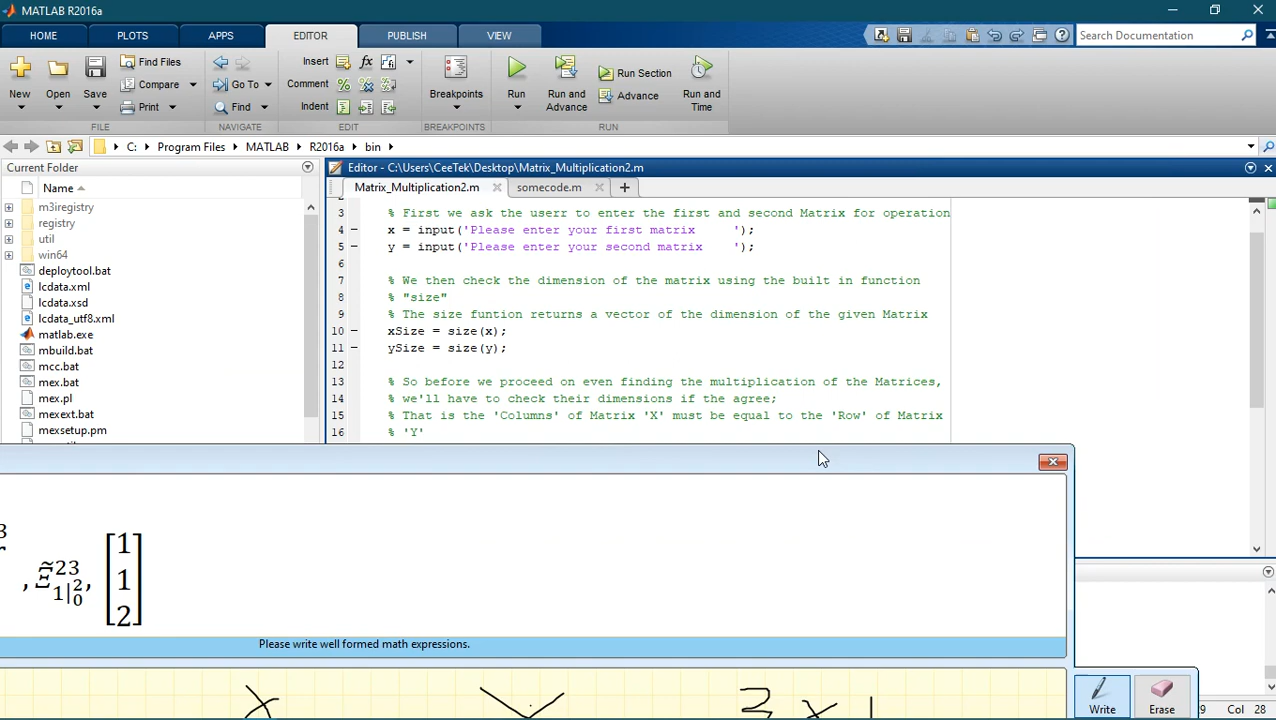 MATLAB R2016a
HOME PLOTS APPS EDITOR PUBLISH VIEW Search Documentation
New Open Save Find Files Compare Print Go To Find
Insert fx Comment % Indent
Breakpoints Run Run and Advance Run Section Advance Run and Time
FILE NAVIGATE EDIT BREAKPOINTS RUN
C: Program Files MATLAB R2016a bin
Current Folder
Name
m3iregistry
registry
util
win64
deploytool.bat
lcdata.xml
lcdata.xsd
lcdata_utf8.xml
matlab.exe
mbuild.bat
mcc.bat
mex.bat
mex.pl
mexext.bat
mexsetup.pm
Editor - C:\Users\CeeTek\Desktop\Matrix_Multiplication2.m
Matrix_Multiplication2.m somecode.m
3 % First we ask the userr to enter the first and second Matrix for operation
4 x = input('Please enter your first matrix     ');
5 y = input('Please enter your second matrix     ');
6
7 % We then check the dimension of the matrix using the built in function
8 % "size"
9 % The size funtion returns a vector of the dimension of the given Matrix
10 xSize = size(x);
11 ySize = size(y);
12
13 % So before we proceed on even finding the multiplication of the Matrices,
14 % we'll have to check their dimensions if the agree;
15 % That is the 'Columns' of Matrix 'X' must be equal to the 'Row' of Matrix
16 % 'Y'
, Ξ̃ 23 1|2 0, [1 1 2]
Please write well formed math expressions.
X Y 3 x 1
Write Erase
9 Col 28